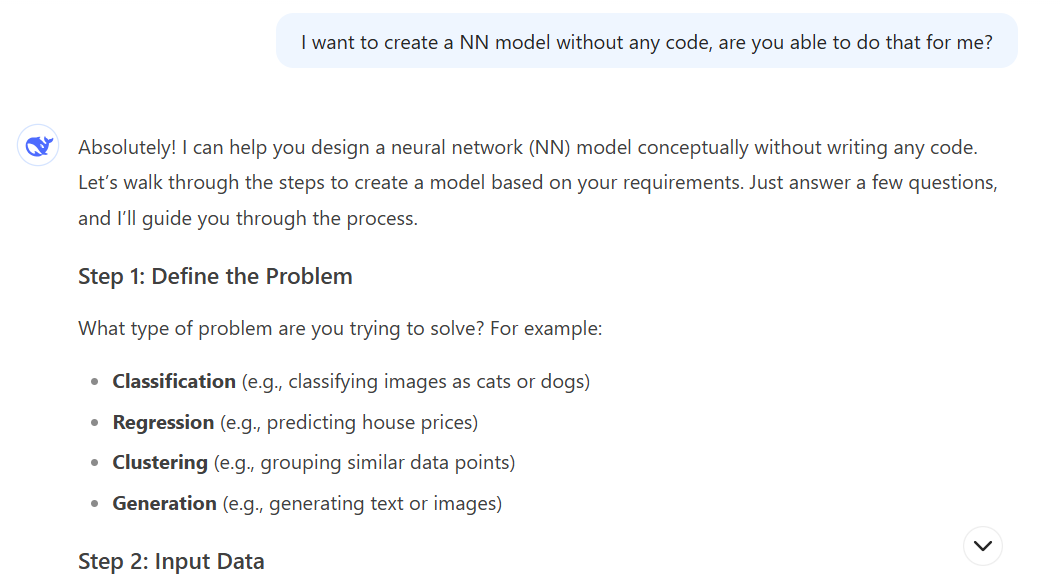 I want to create a NN model without any code, are you able to do that for me?
Absolutely! I can help you design a neural network (NN) model conceptually without writing any code.
Let’s walk through the steps to create a model based on your requirements. Just answer a few questions,
and I’ll guide you through the process.
Step 1: Define the Problem
What type of problem are you trying to solve? For example:
• Classification (e.g., classifying images as cats or dogs)
• Regression (e.g., predicting house prices)
• Clustering (e.g., grouping similar data points)
• Generation (e.g., generating text or images)
Step 2: Input Data